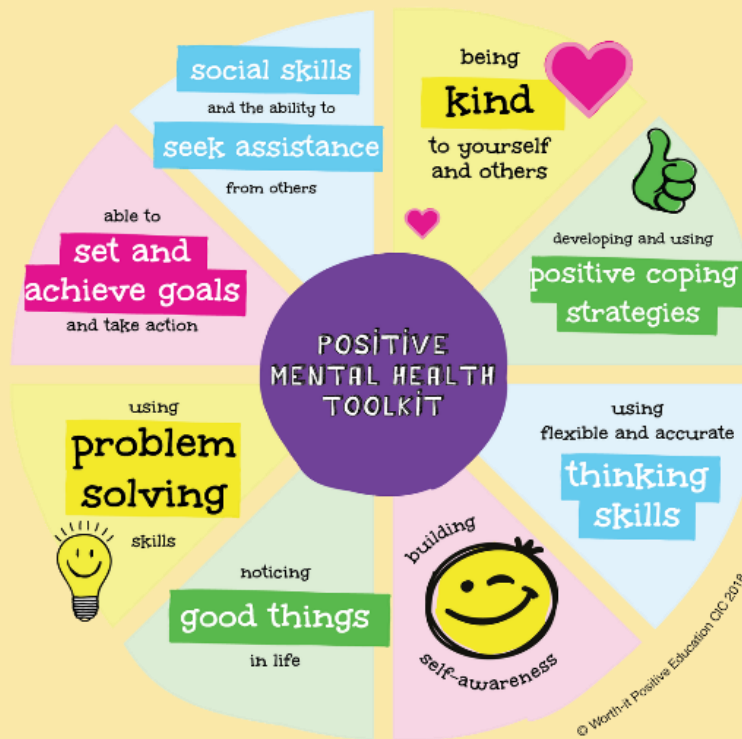 POSITIVE
MENTAL HEALTH
TOOLKIT
being
kind
to yourself
and others
developing and using
positive coping
strategies
using
flexible and accurate
thinking
skills
building
self-awareness
noticing
good things
in life
using
problem
solving
skills
able to
set and
achieve goals
and take action
social skills
and the ability to
seek assistance
from others
© Worth-it Positive Education CIC 2018